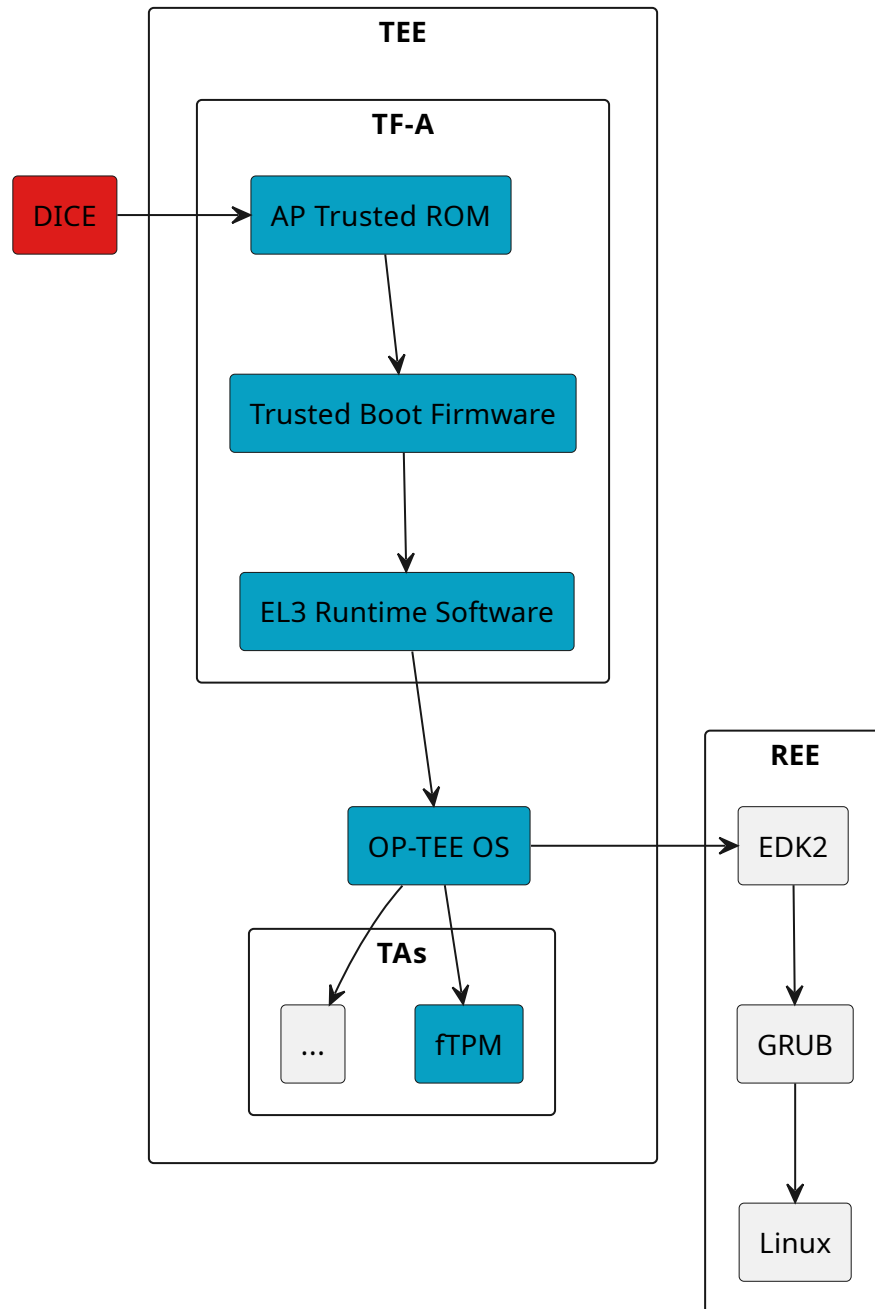 TEE
TF-A
DICE
AP Trusted ROM
Trusted Boot Firmware
EL3 Runtime Software
REE
OP-TEE OS
EDK2
TAs
...
fTPM
GRUB
Linux